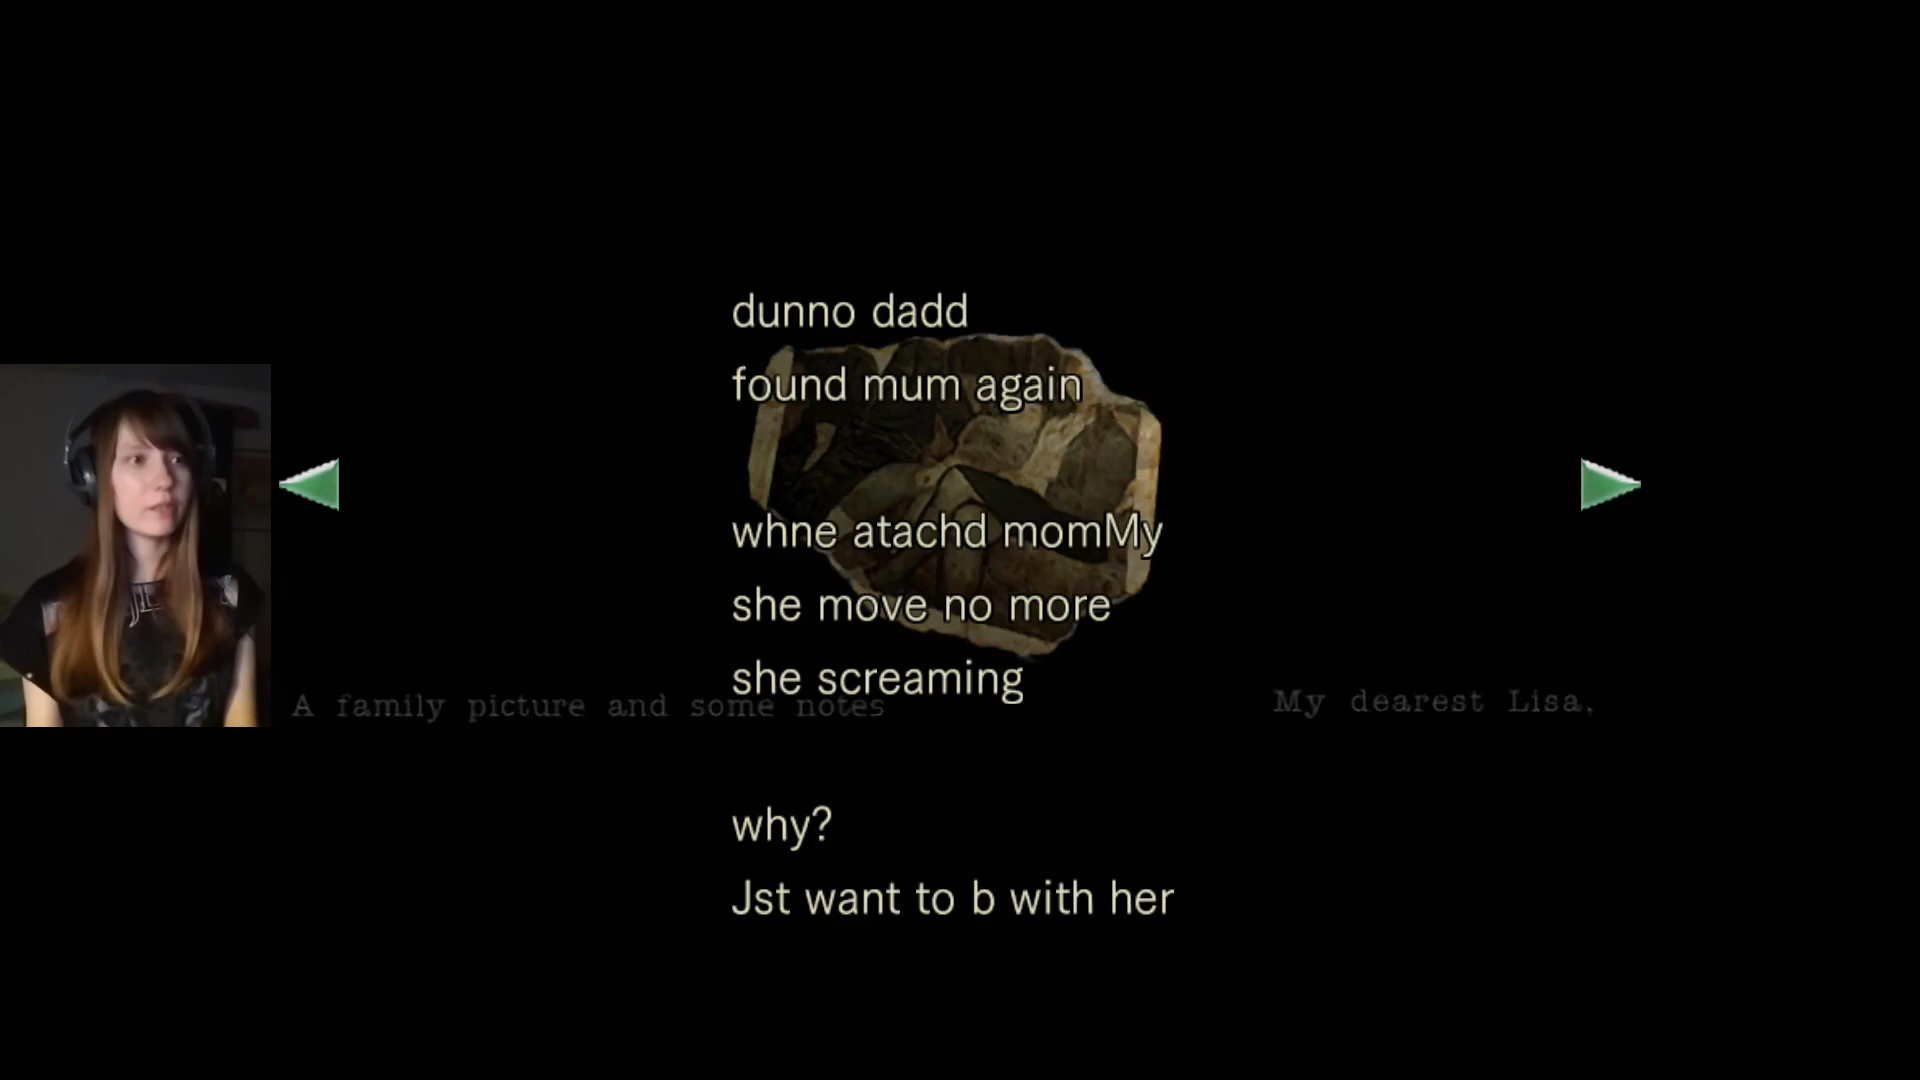 dunno dadd
found mum again
whne atachd momMy
she move no more
she screaming
A family picture and some notes
My dearest Lisa,
why?
Jst want to b with her